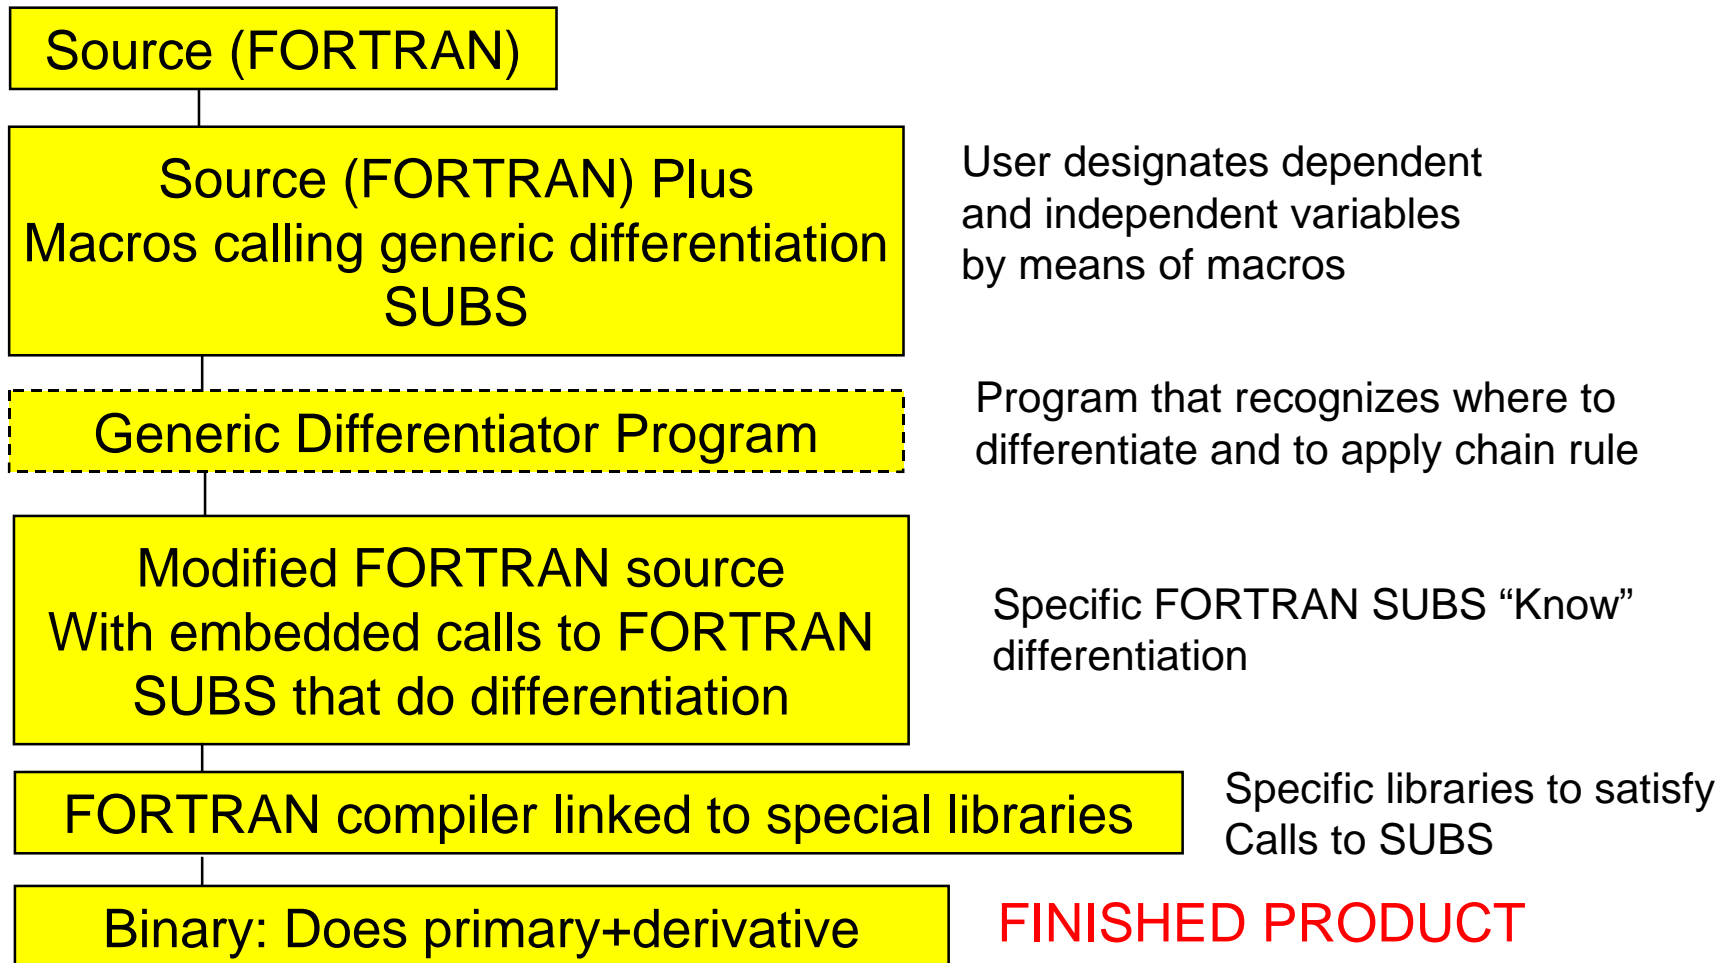 Source (FORTRAN)
Source (FORTRAN) Plus
Macros calling generic differentiation
SUBS
User designates dependent
and independent variables
by means of macros
Generic Differentiator Program
Program that recognizes where to
differentiate and to apply chain rule
Modified FORTRAN source
With embedded calls to FORTRAN
SUBS that do differentiation
Specific FORTRAN SUBS “Know”
differentiation
FORTRAN compiler linked to special libraries
Specific libraries to satisfy
Calls to SUBS
Binary: Does primary+derivative
FINISHED PRODUCT